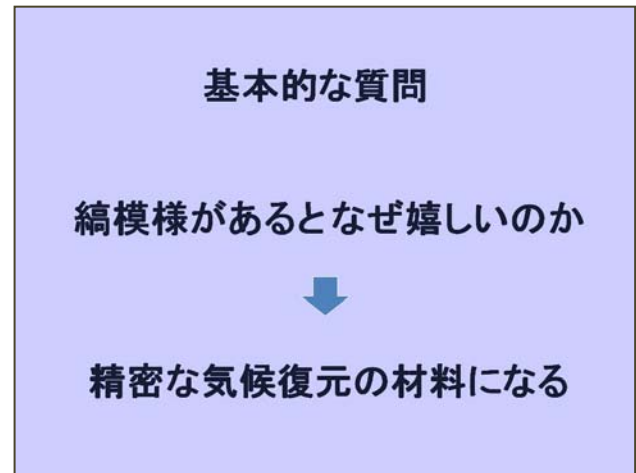 基本的な質問
縞模様があるとなぜ嬉しいのか
精密な気候復元の材料になる